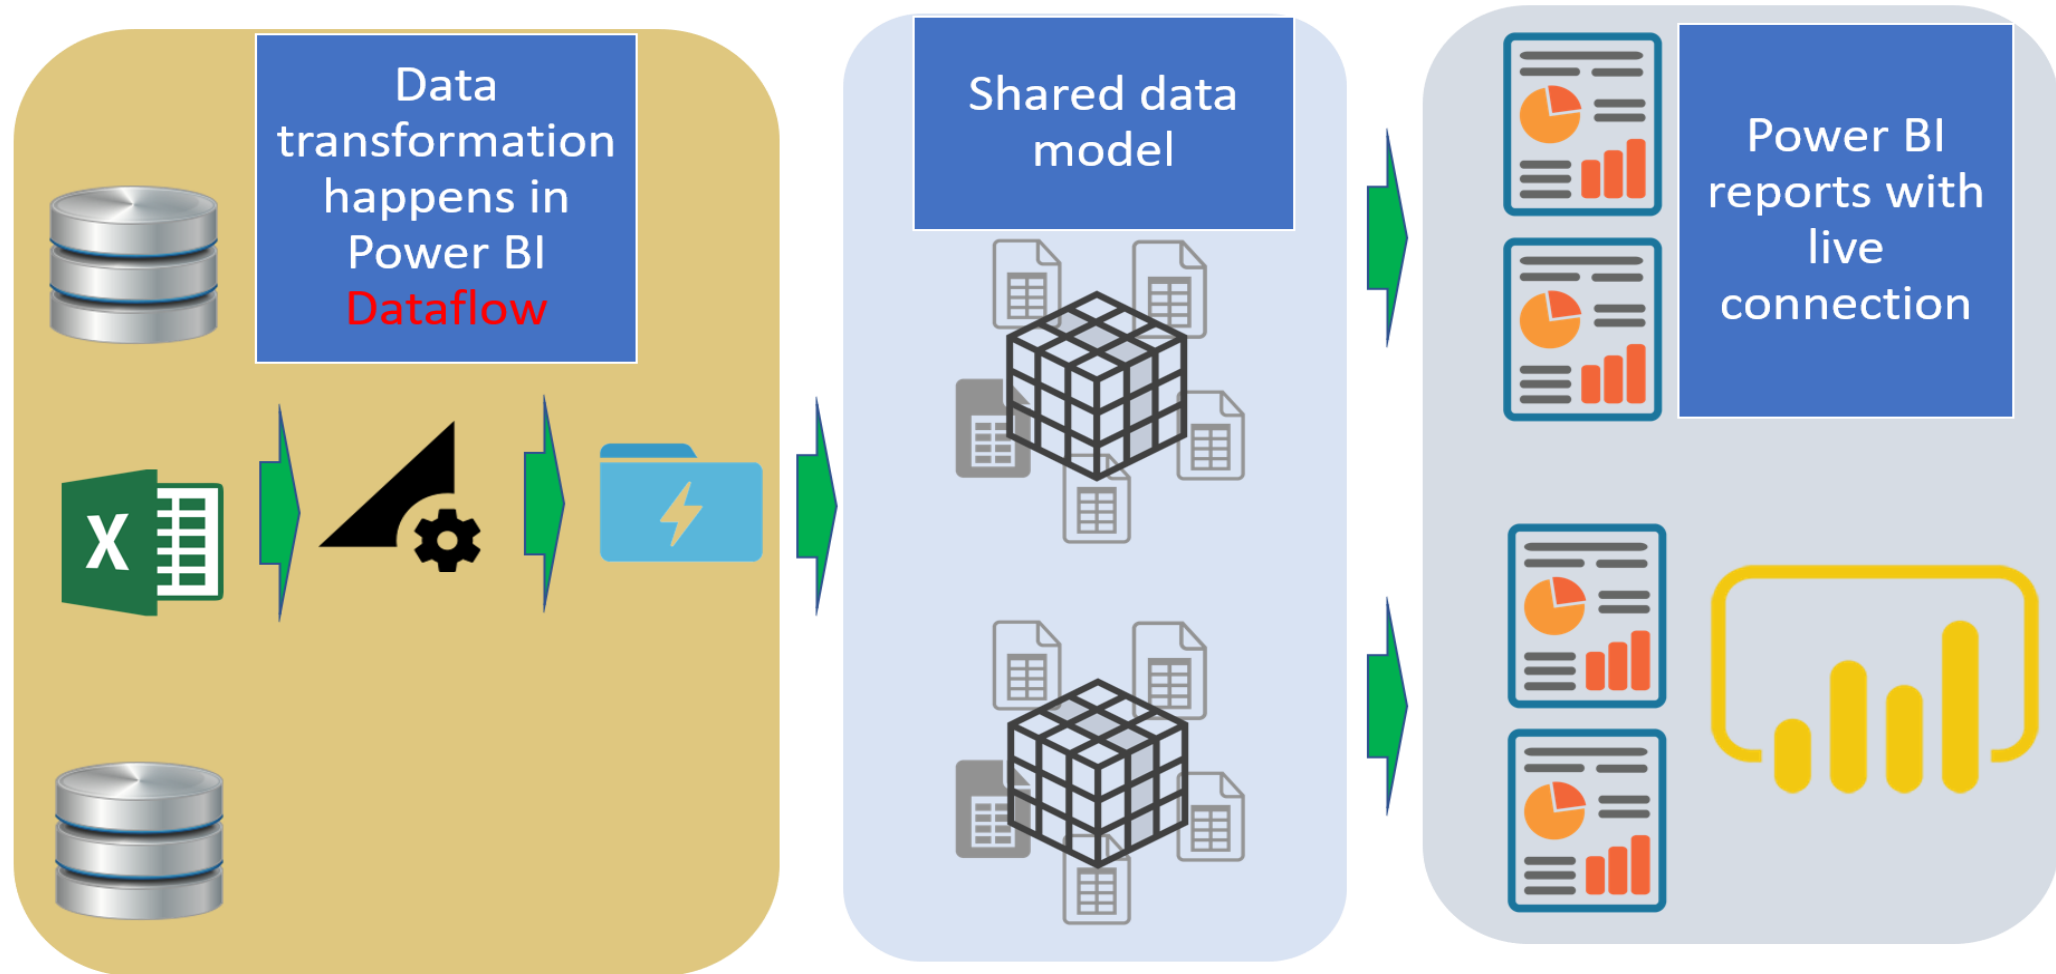 Data
transformation
happens in
Power BI
Dataflow
Shared data
model
Power BI
reports with
live
connection
X